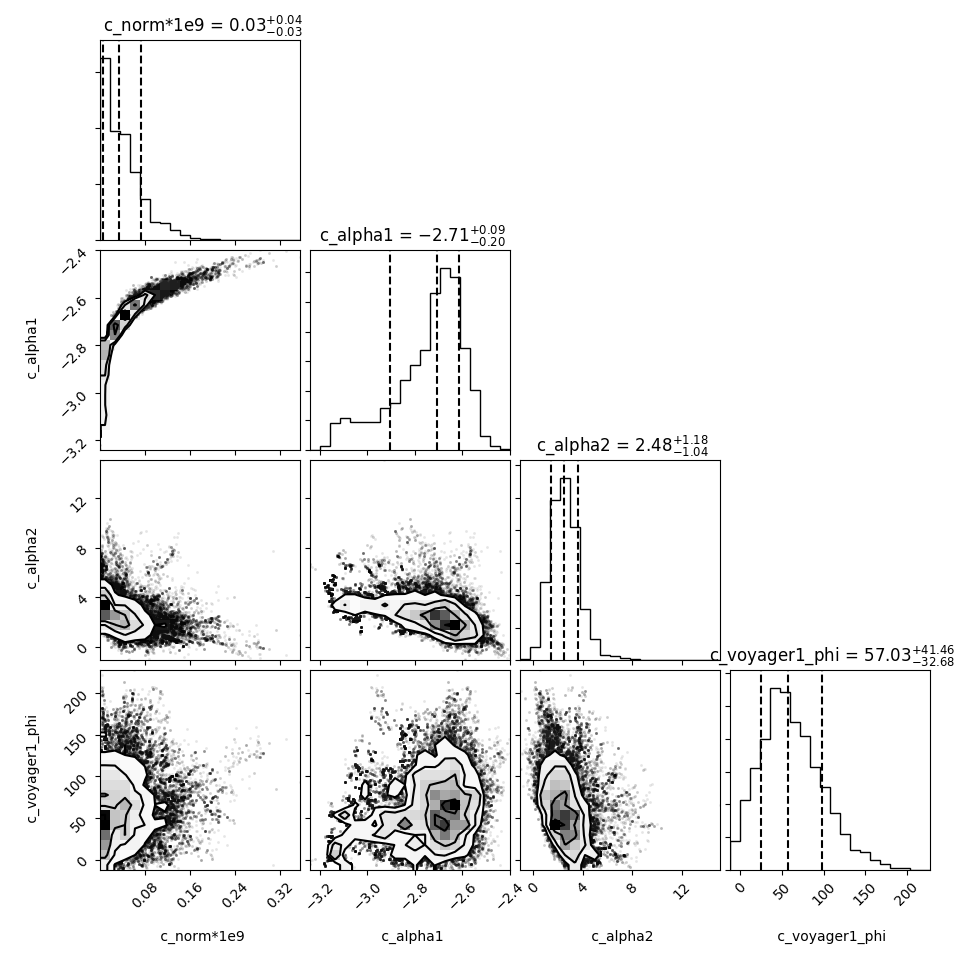 c_norm*1e9 = 0.03+0.04−0.03
−2.4
−2.6
−2.8
−3.0
−3.2
c_alpha1
c_alpha1 = −2.71+0.09−0.20
12
8
4
0
c_alpha2
c_alpha2 = 2.48+1.18−1.04
200
150
100
50
0
c_voyager1_phi
c_voyager1_phi = 57.03+41.46−32.68
0.08 0.16 0.24 0.32
−3.2 −3.0 −2.8 −2.6 −2.4
0 4 8 12
0 50 100 150 200
c_norm*1e9 c_alpha1 c_alpha2 c_voyager1_phi